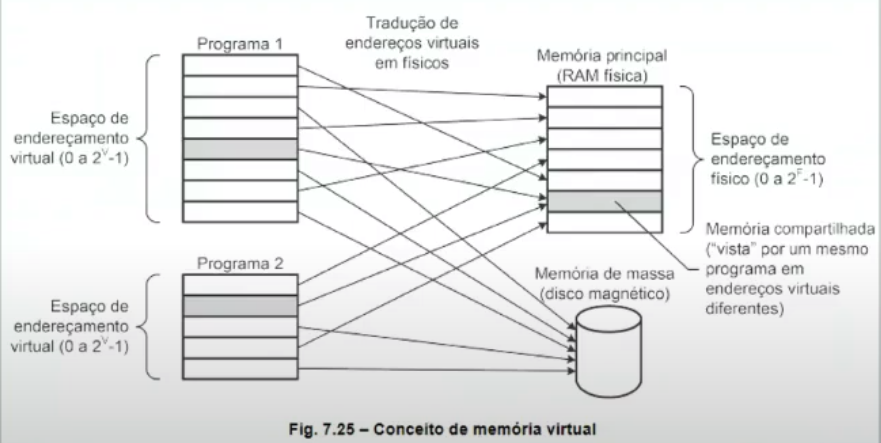 Tradução de
endereços virtuais
em físicos
Programa 1
Memória principal
(RAM física)
Espaço de
endereçamento
virtual (0 a 2^V-1)
Espaço de
endereçamento
físico (0 a 2^F-1)
Memória compartilhada
("vista" por um mesmo
programa em
endereços virtuais
diferentes)
Programa 2
Memória de massa
(disco magnético)
Espaço de
endereçamento
virtual (0 a 2^V-1)
Fig. 7.25 – Conceito de memória virtual